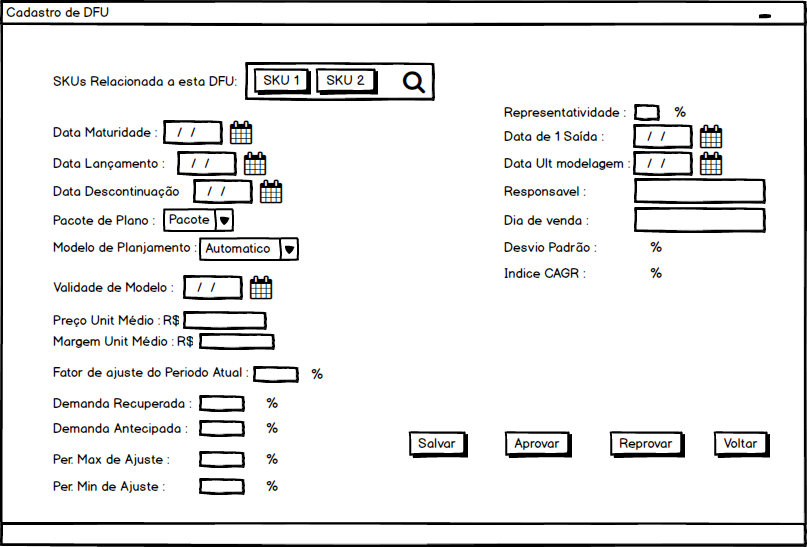 Cadastro de DFU
SKUs Relacionada a esta DFU: SKU 1 SKU 2
Data Maturidade : / /
Data Lançamento : / /
Data Descontinuação / /
Pacote de Plano : Pacote
Modelo de Planjamento : Automatico
Validade de Modelo : / /
Preço Unit Médio : R$
Margem Unit Médio : R$
Fator de ajuste do Periodo Atual : %
Demanda Recuperada : %
Demanda Antecipada : %
Per. Max de Ajuste : %
Per. Min de Ajuste : %
Representatividade : %
Data de 1 Saída : / /
Data Ult modelagem : / /
Responsavel :
Dia de venda :
Desvio Padrão : %
Indice CAGR : %
Salvar Aprovar Reprovar Voltar